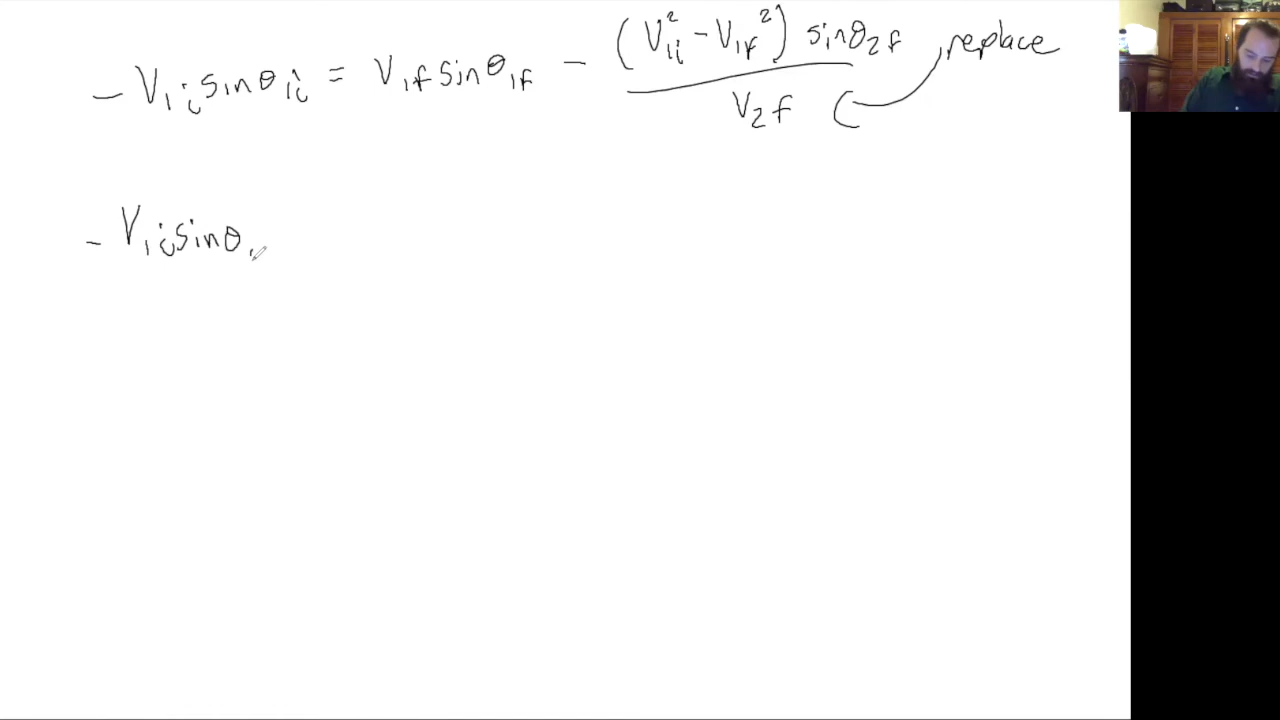 - V₁ᵢ sinθ₁ᵢ = V₁f sinθ₁f - (V₁ᵢ² - V₁f²) sinθ₂f / V₂f replace
- V₁ᵢ sinθ